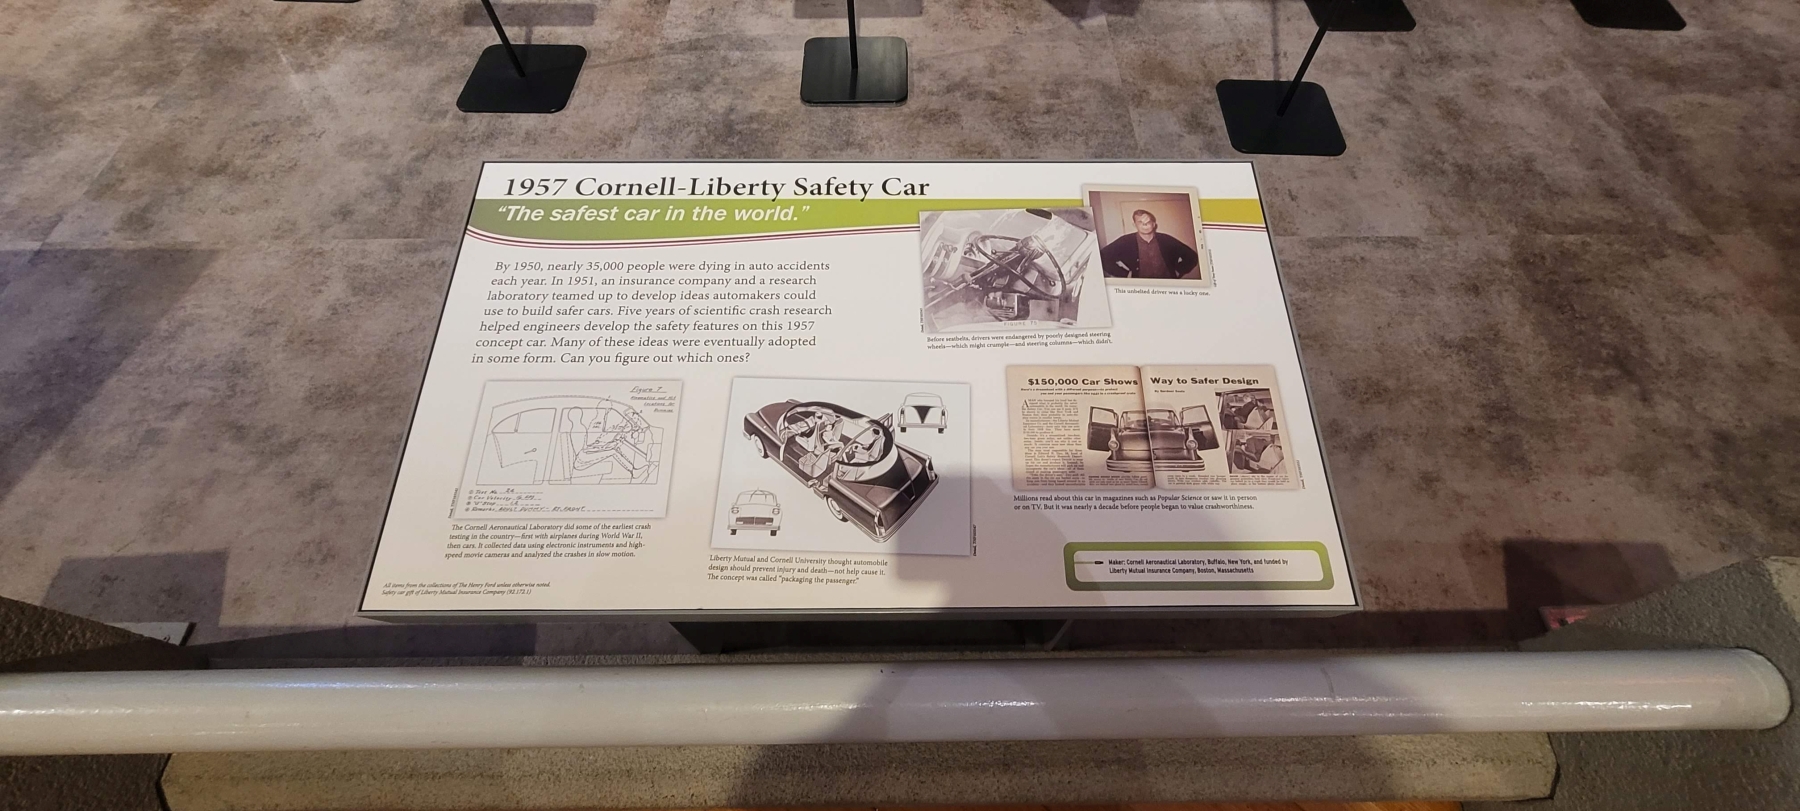 1957 Cornell-Liberty Safety Car
"The safest car in the world."
By 1950, nearly 35,000 people were dying in auto accidents
each year. In 1951, an insurance company and a research
laboratory teamed up to develop ideas automakers could
use to build safer cars. Five years of scientific crash research
helped engineers develop the safety features on this 1957
concept car. Many of these ideas were eventually adopted
in some form. Can you figure out which ones?
This unbelted driver was a lucky one.
Before seatbelts, drivers were endangered by poorly designed steering
wheels—which might crumple—and steering columns—which didn't.
Figure 7
The Cornell Aeronautical Laboratory did some of the earliest crash
testing in the country—first with airplanes during World War II,
then cars. It collected data using electronic instruments and high-
speed movie cameras and analyzed the crashes in slow motion.
Liberty Mutual and Cornell University thought automobile
design should prevent injury and death—not help cause it.
The concept was called "packaging the passenger."
$150,000 Car Shows Way to Safer Design
Millions read about this car in magazines such as Popular Science or saw it in person
or on TV. But it was nearly a decade before people began to value crashworthiness.
Maker: Cornell Aeronautical Laboratory, Buffalo, New York, and funded by
Liberty Mutual Insurance Company, Boston, Massachusetts
All items from the collections of The Henry Ford unless otherwise noted.
Safety car gift of Liberty Mutual Insurance Company (92.172.1)